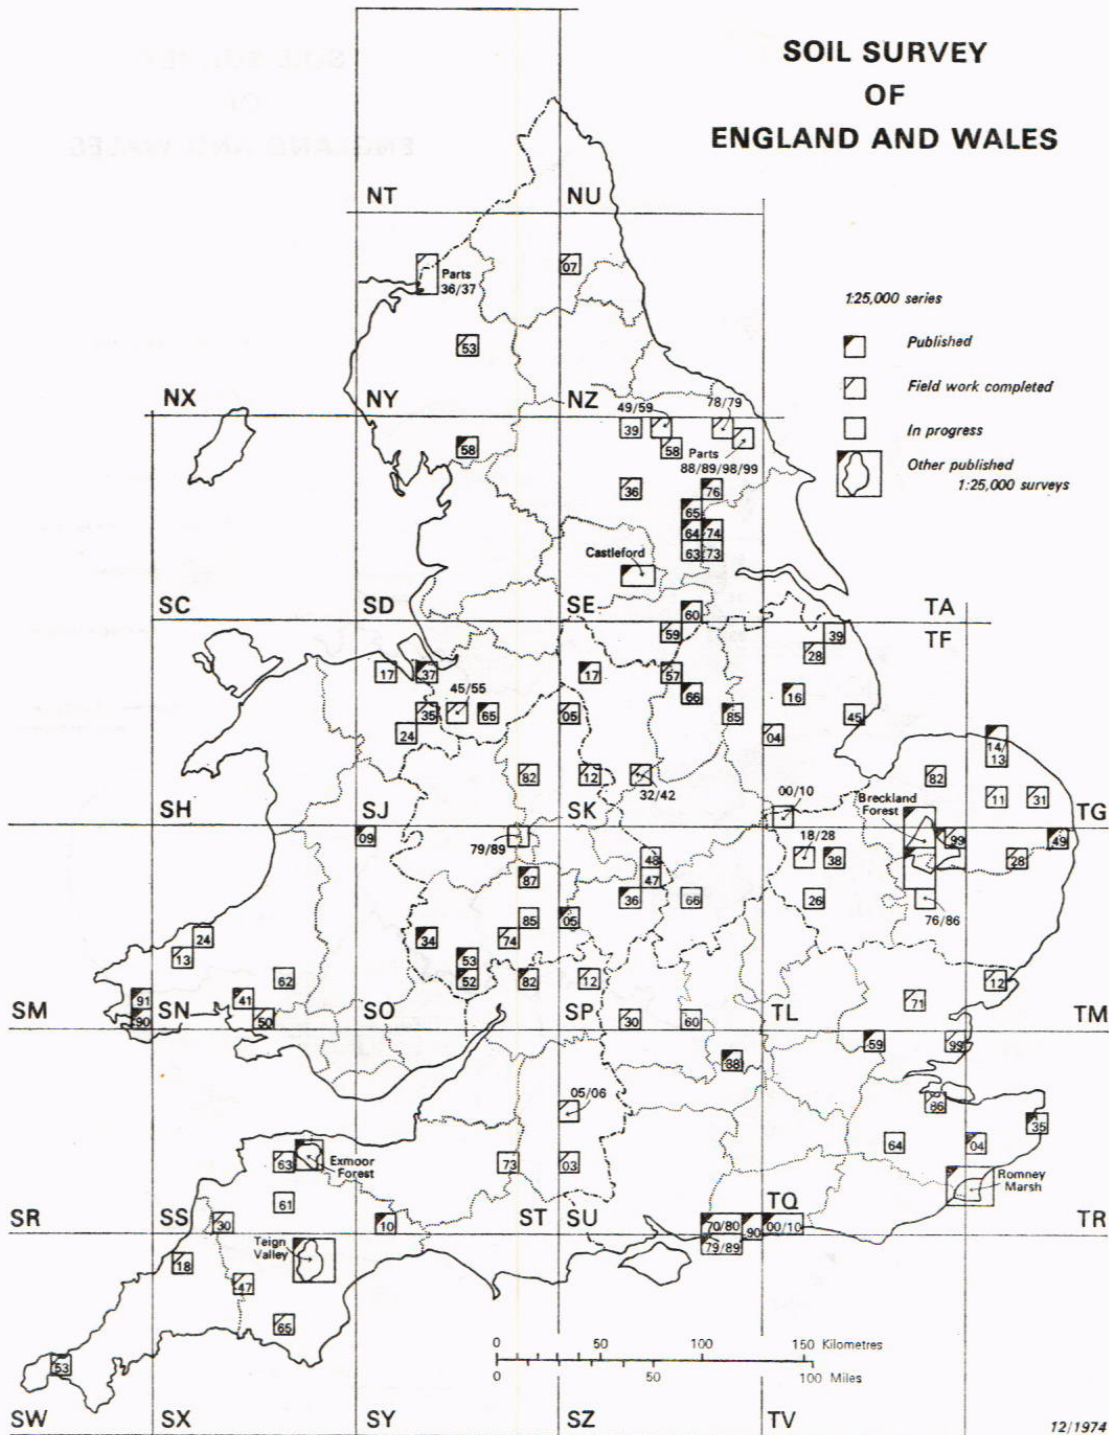 SOIL SURVEY
OF
ENGLAND AND WALES
NT
NU
Parts
36/37
07
53
1:25,000 series
Published
Field work completed
In progress
Other published
1:25,000 surveys
NX
NY
NZ
49/59
78/79
39
58
58
Parts
88/89/98/99
36
76
65
64
74
63
73
Castleford
SC
SD
SE
60
TA
59
39
TF
28
17
37
17
57
45/55
66
16
35
65
05
85
45
24
04
14
13
82
12
32/42
82
11
31
00/10
Breckland
Forest
SH
SJ
SK
TG
09
79/89
18/28
99
49
48
38
28
87
47
36
66
26
76/86
85
05
24
34
74
13
53
62
52
82
12
12
91
41
71
SM
90
SN
50
SO
SP
30
60
TL
TM
59
99
88
05/06
86
35
64
04
63
Exmoor
Forest
73
03
Romney
Marsh
61
TQ
SR
SS
30
10
ST
SU
70/80
90
00/10
TR
79/89
Teign
Valley
18
47
65
0 50 100 150 Kilometres
0 50 100 Miles
53
SW
SX
SY
SZ
TV
12/1974